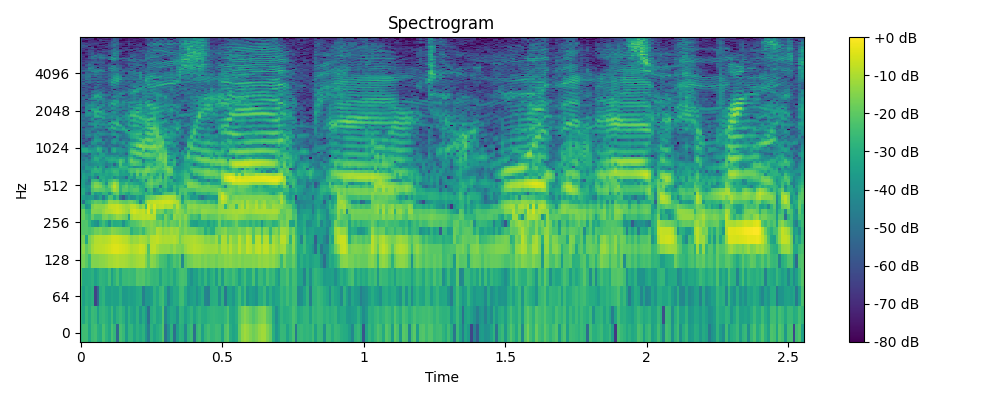 Spectrogram
Hz
4096
2048
1024
512
256
128
64
0
0
0.5
1
1.5
2
2.5
Time
+0 dB
-10 dB
-20 dB
-30 dB
-40 dB
-50 dB
-60 dB
-70 dB
-80 dB